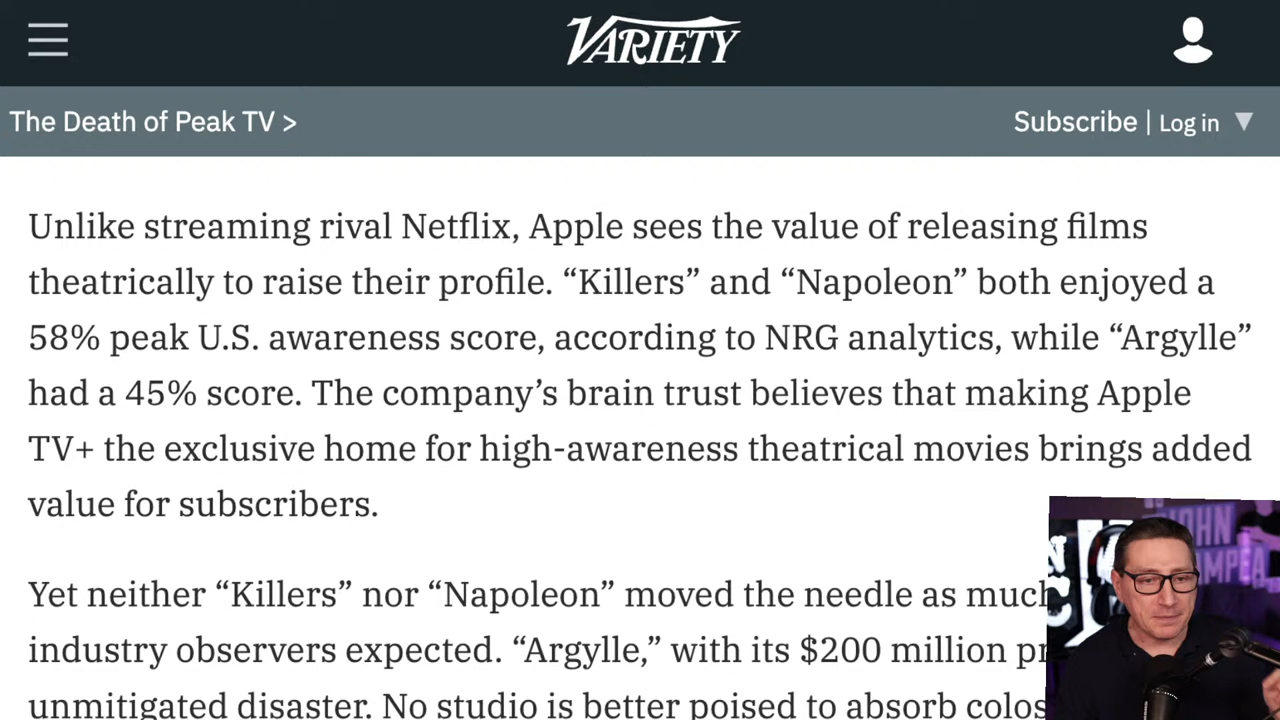 VARIETY
The Death of Peak TV >
Subscribe | Log in ▼
Unlike streaming rival Netflix, Apple sees the value of releasing films
theatrically to raise their profile. “Killers” and “Napoleon” both enjoyed a
58% peak U.S. awareness score, according to NRG analytics, while “Argylle”
had a 45% score. The company’s brain trust believes that making Apple
TV+ the exclusive home for high-awareness theatrical movies brings added
value for subscribers.
Yet neither “Killers” nor “Napoleon” moved the needle as much
industry observers expected. “Argylle,” with its $200 million pr
unmitigated disaster. No studio is better poised to absorb colos
JOHN